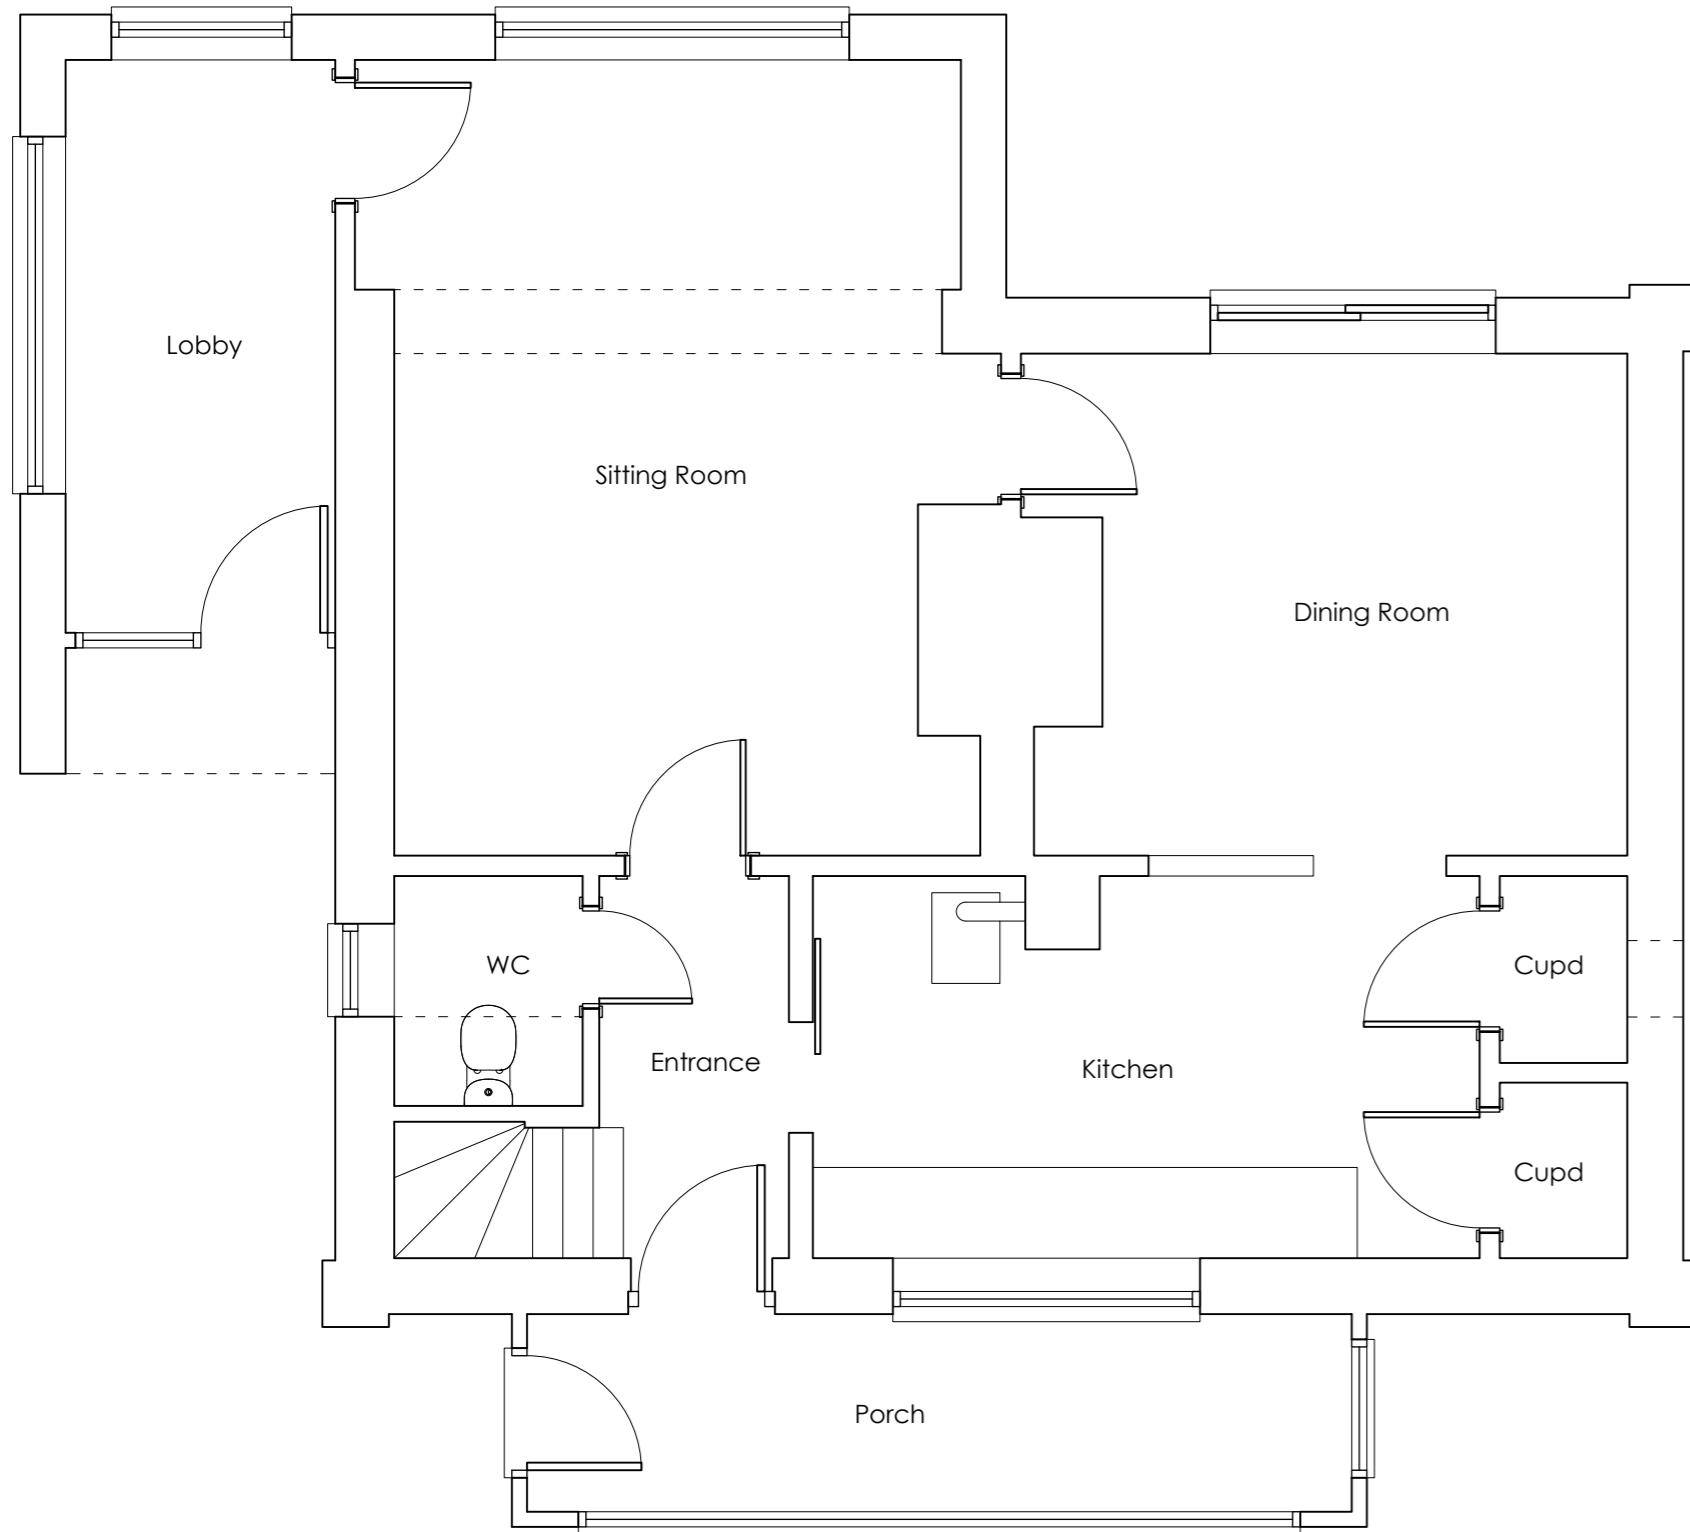 Lobby
Sitting Room
Dining Room
WC
Cupd
Entrance
Kitchen
Cupd
Porch